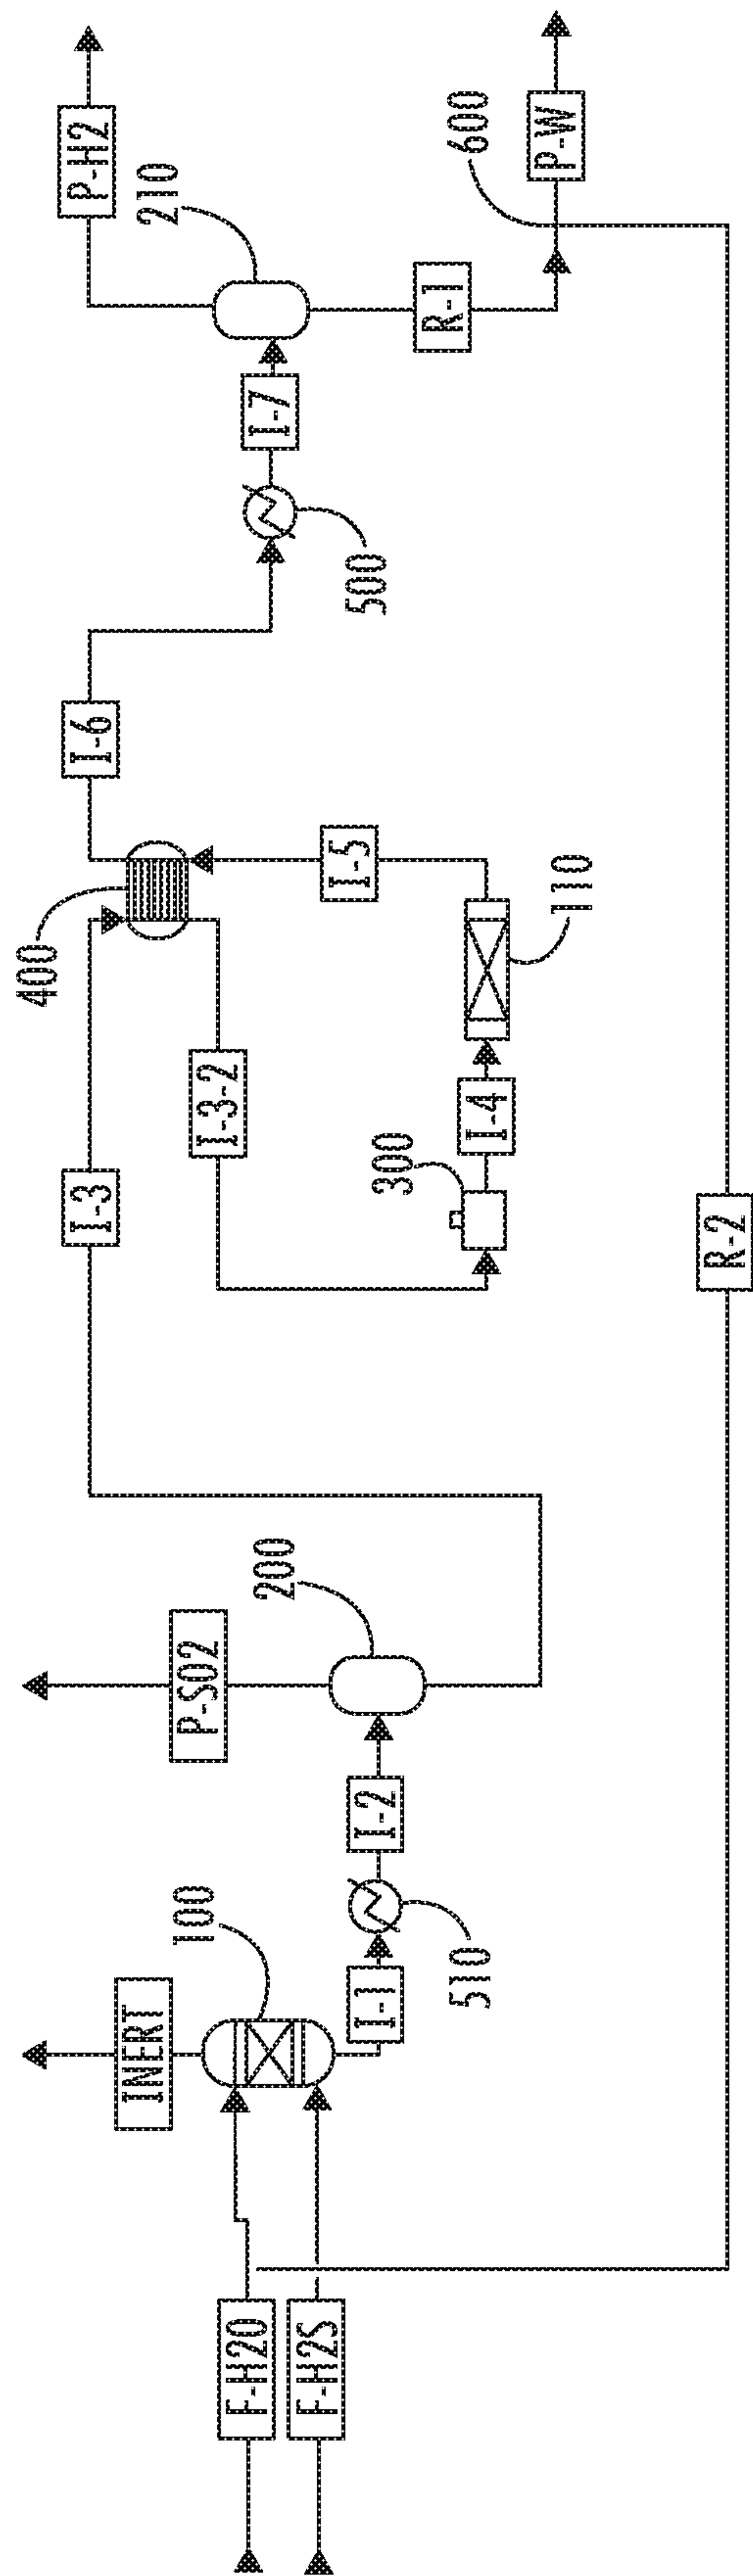 F-H2O
F-H2S
INERT
100
I-1
510
I-2
200
P-SO2
I-3
I-3-2
300
I-4
110
I-5
400
I-6
500
I-7
210
P-H2
R-1
600
P-W
R-2